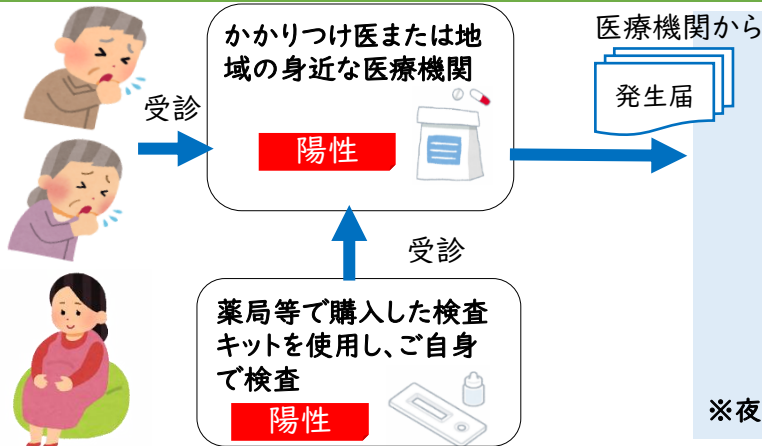 かかりつけ医または地
域の身近な医療機関
陽性
受診
医療機関から
発生届
受診
薬局等で購入した検査
キットを使用し、ご自身
で検査
陽性
※夜